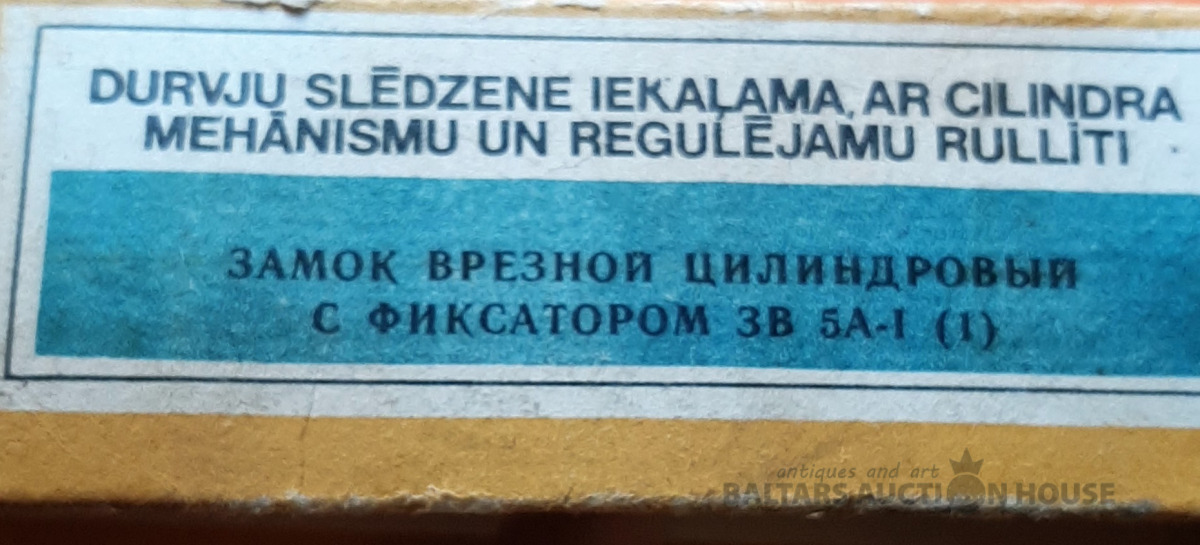 DURVJU SLĒDZENE IEKAĻAMA, AR CILINDRA
MEHĀNISMU UN REGULĒJAMU RULLĪTI
ЗАМОК ВРЕЗНОЙ ЦИЛИНДРОВЫЙ
С ФИКСАТОРОМ ЗВ 5А-I (1)
antiques and art
BALTARS AUCTION HOUSE